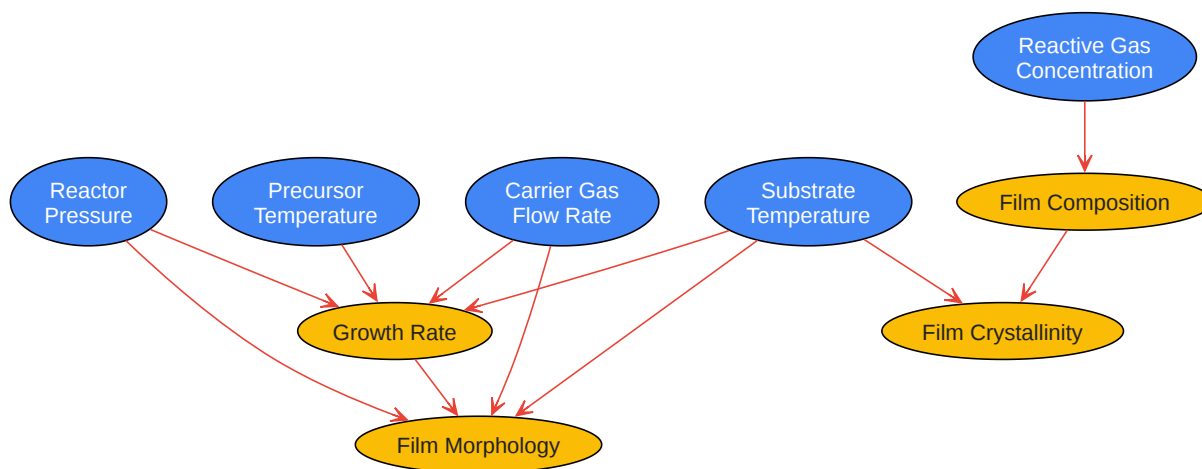 Reactive Gas
Concentration
Reactor
Pressure
Precursor
Temperature
Carrier Gas
Flow Rate
Substrate
Temperature
Film Composition
Growth Rate
Film Crystallinity
Film Morphology